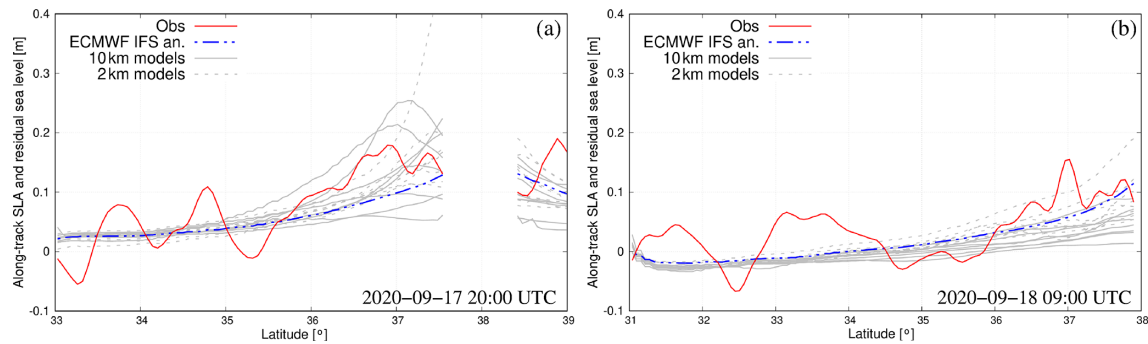 (a)
Obs
ECMWF IFS an.
10 km models
2 km models
Along-track SLA and residual sea level [m]
0.4
0.3
0.2
0.1
0
-0.1
2020−09−17 20:00 UTC
33 34 35 36 37 38 39
Latitude [º]
(b)
Obs
ECMWF IFS an.
10 km models
2 km models
Along-track SLA and residual sea level [m]
0.4
0.3
0.2
0.1
0
-0.1
2020−09−18 09:00 UTC
31 32 33 34 35 36 37 38
Latitude [º]